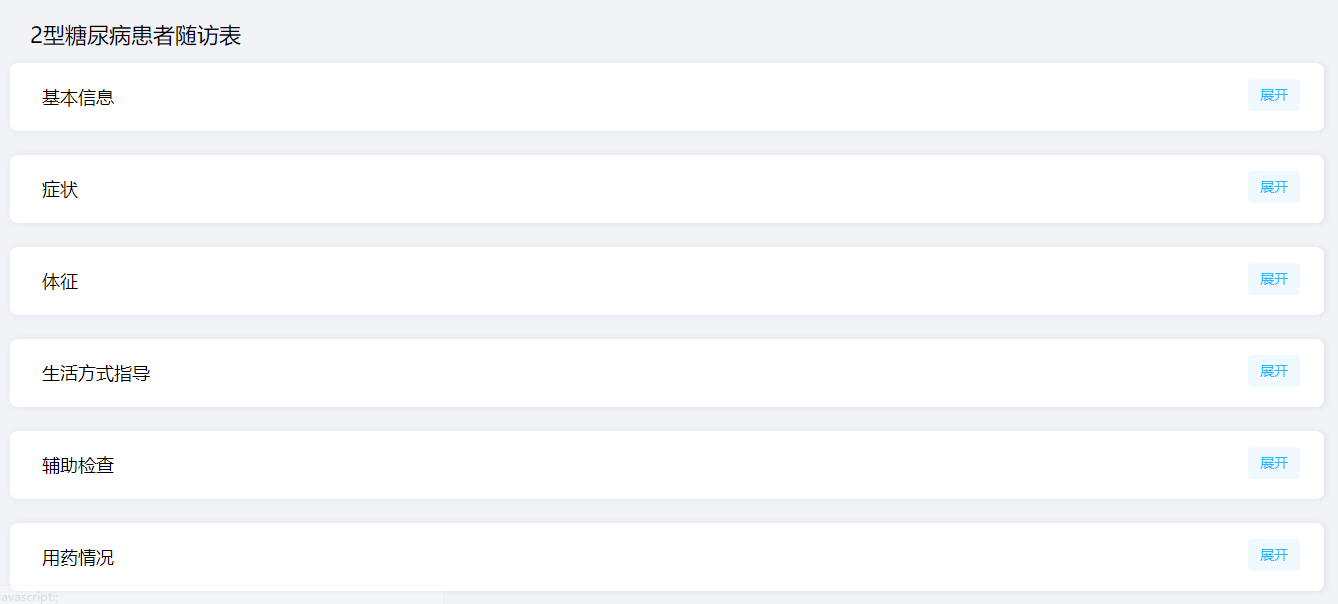 2型糖尿病患者随访表
基本信息
展开
症状
展开
体征
展开
生活方式指导
展开
辅助检查
展开
用药情况
展开
avascript:;